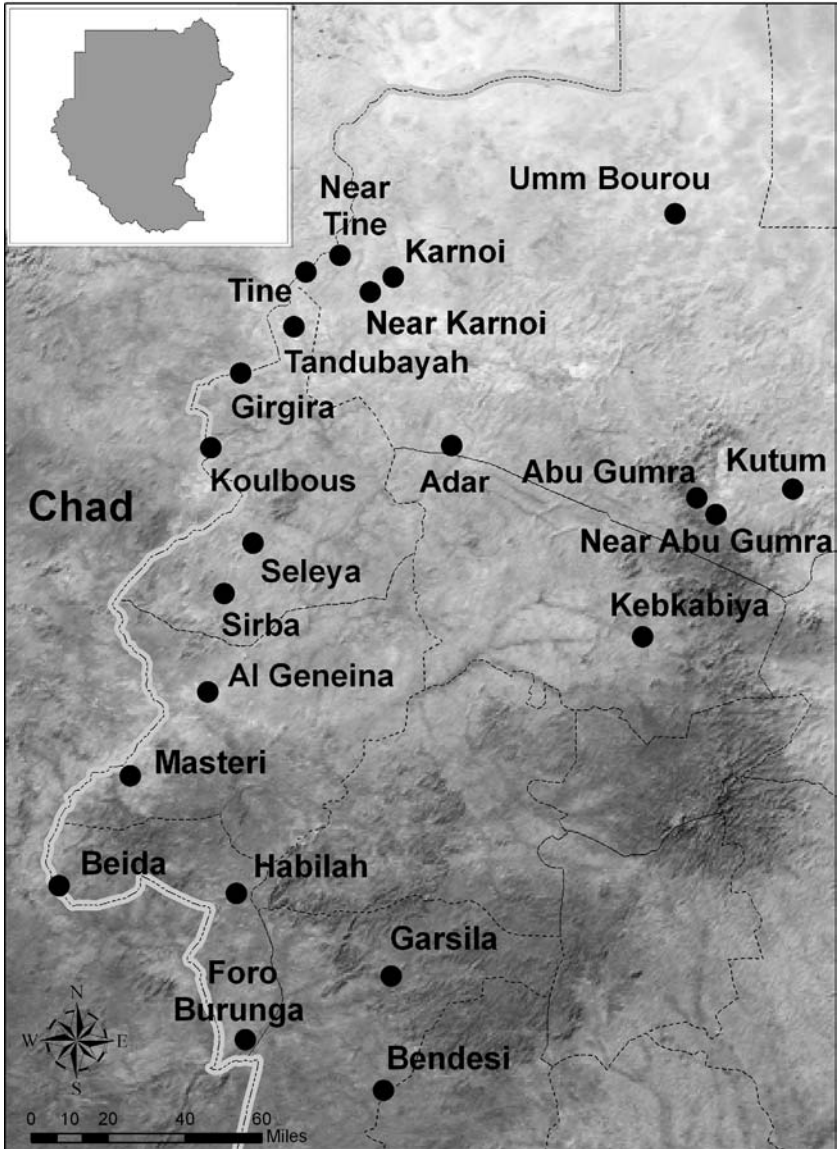 Umm Bourou
Near
Tine
Karnoi
Tine
Near Karnoi
Tandubayah
Girgira
Koulbous
Adar
Abu Gumra
Kutum
Chad
Near Abu Gumra
Seleya
Kebkabiya
Sirba
Al Geneina
Masteri
Beida
Habilah
Garsila
Foro
Burunga
Bendesi
N
W E
S
0 10 20 40 60
Miles